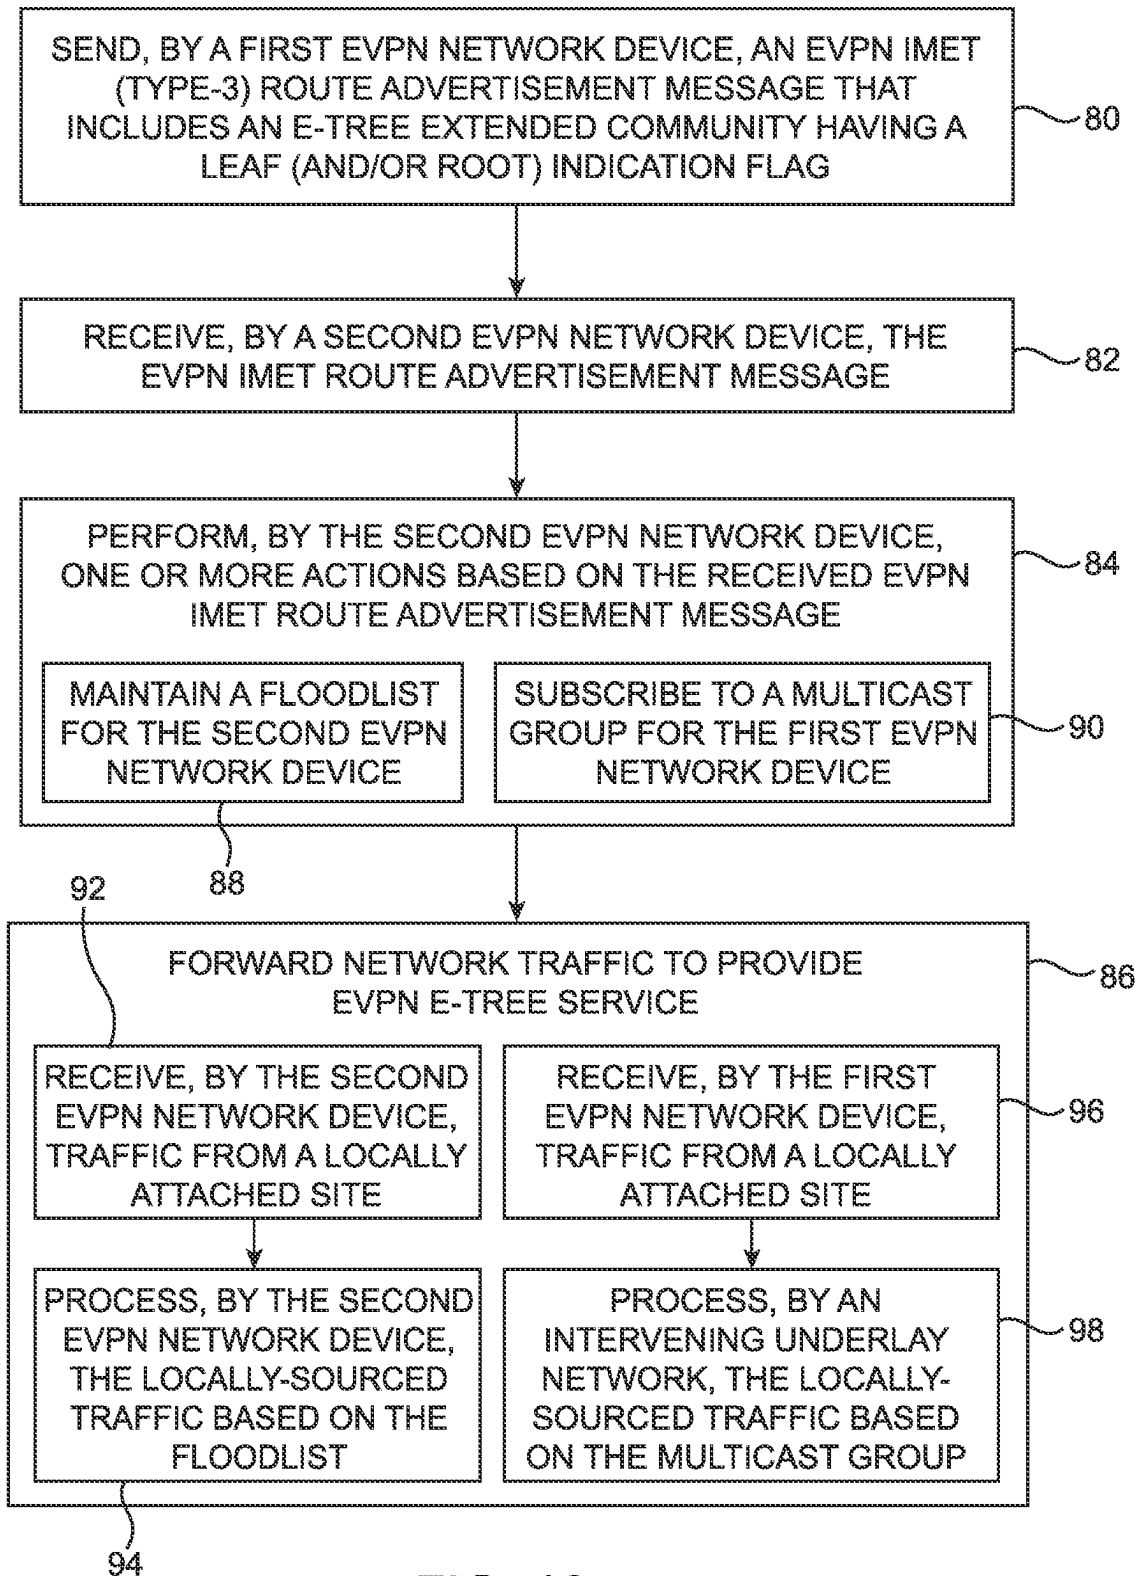 SEND, BY A FIRST EVPN NETWORK DEVICE, AN EVPN IMET
(TYPE-3) ROUTE ADVERTISEMENT MESSAGE THAT
INCLUDES AN E-TREE EXTENDED COMMUNITY HAVING A
LEAF (AND/OR ROOT) INDICATION FLAG
80
RECEIVE, BY A SECOND EVPN NETWORK DEVICE, THE
EVPN IMET ROUTE ADVERTISEMENT MESSAGE
82
PERFORM, BY THE SECOND EVPN NETWORK DEVICE,
ONE OR MORE ACTIONS BASED ON THE RECEIVED EVPN
IMET ROUTE ADVERTISEMENT MESSAGE
84
MAINTAIN A FLOODLIST
FOR THE SECOND EVPN
NETWORK DEVICE
88
SUBSCRIBE TO A MULTICAST
GROUP FOR THE FIRST EVPN
NETWORK DEVICE
90
92
FORWARD NETWORK TRAFFIC TO PROVIDE
EVPN E-TREE SERVICE
86
RECEIVE, BY THE SECOND
EVPN NETWORK DEVICE,
TRAFFIC FROM A LOCALLY
ATTACHED SITE
RECEIVE, BY THE FIRST
EVPN NETWORK DEVICE,
TRAFFIC FROM A LOCALLY
ATTACHED SITE
96
PROCESS, BY THE SECOND
EVPN NETWORK DEVICE,
THE LOCALLY-SOURCED
TRAFFIC BASED ON THE
FLOODLIST
94
PROCESS, BY AN
INTERVENING UNDERLAY
NETWORK, THE LOCALLY-
SOURCED TRAFFIC BASED
ON THE MULTICAST GROUP
98